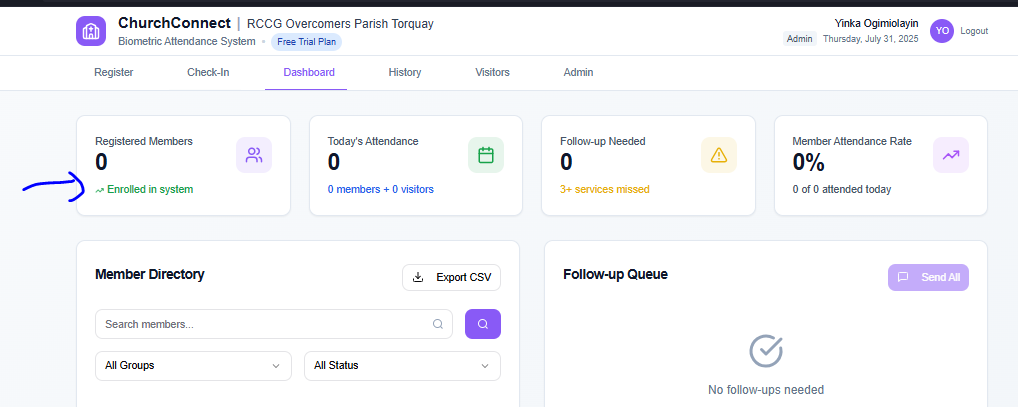 ChurchConnect | RCCG Overcomers Parish Torquay
Biometric Attendance System • Free Trial Plan
Yinka Ogimiolayin
Admin Thursday, July 31, 2025
YO
Logout
Register Check-In Dashboard History Visitors Admin
Registered Members
0
Enrolled in system
Today's Attendance
0
0 members + 0 visitors
Follow-up Needed
0
3+ services missed
Member Attendance Rate
0%
0 of 0 attended today
Member Directory
Export CSV
Search members...
All Groups
All Status
Follow-up Queue
Send All
No follow-ups needed